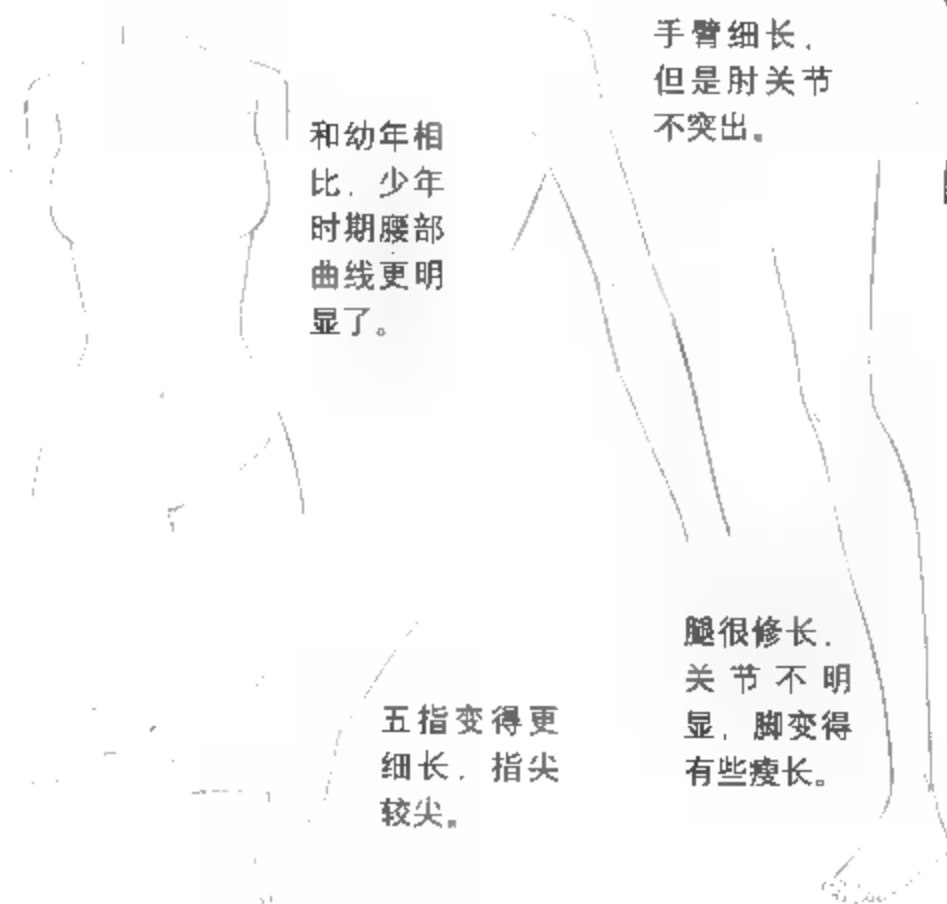 和幼年相
比，少年
时期腰部
曲线更明
显了。
手臂细长，
但是肘关节
不突出。
五指变得更
细长，指尖
较尖。
腿很修长，
关节不明
显，脚变得
有些瘦长。